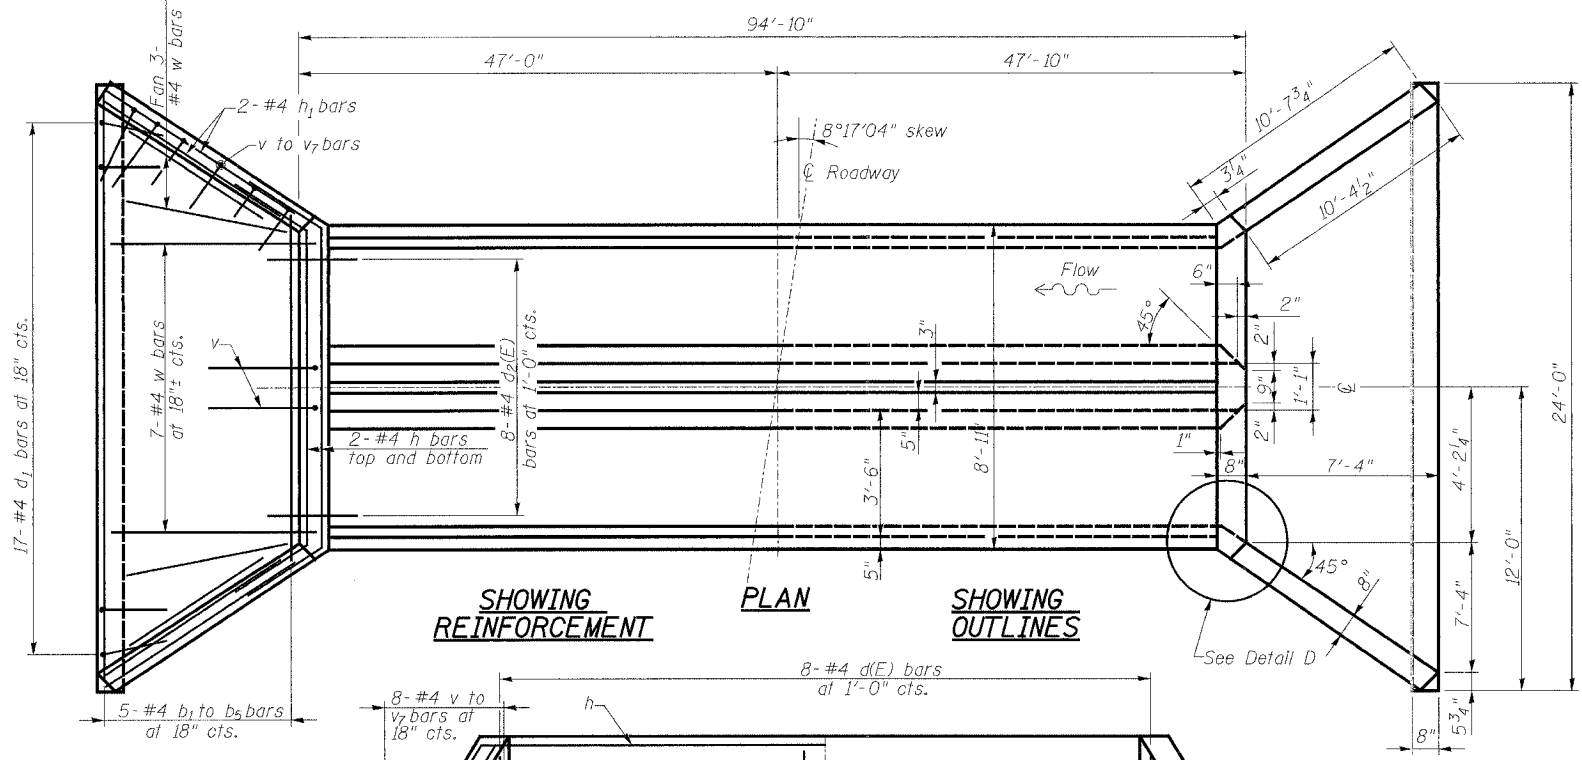 94'-10"
47'-0"
47'-10"
Fan 3-
#4 w bars
2-#4 h₁ bars
v to v₇ bars
8°17'04" skew
℄ Roadway
10'-7¾"
3¼"
10'-4½"
17-#4 d₁ bars at 18" cts.
7-#4 w bars
at 18"± cts.
v
8-#4 d₂(E)
bars at 1'-0" cts.
2-#4 h bars
top and bottom
Flow
45°
6"
2"
3"
2"
9"
1'-1"
2"
℄
5"
8'-11"
3'-6"
5"
1"
8"
7'-4"
4'-2¼"
24'-0"
12'-0"
45°
8"
7'-4"
5¾"
8"
SHOWING
REINFORCEMENT
PLAN
SHOWING
OUTLINES
See Detail D
5-#4 b₁ to b₅ bars
at 18" cts.
8-#4 v to
v₇ bars at
18" cts.
8-#4 d(E) bars
at 1'-0" cts.
h